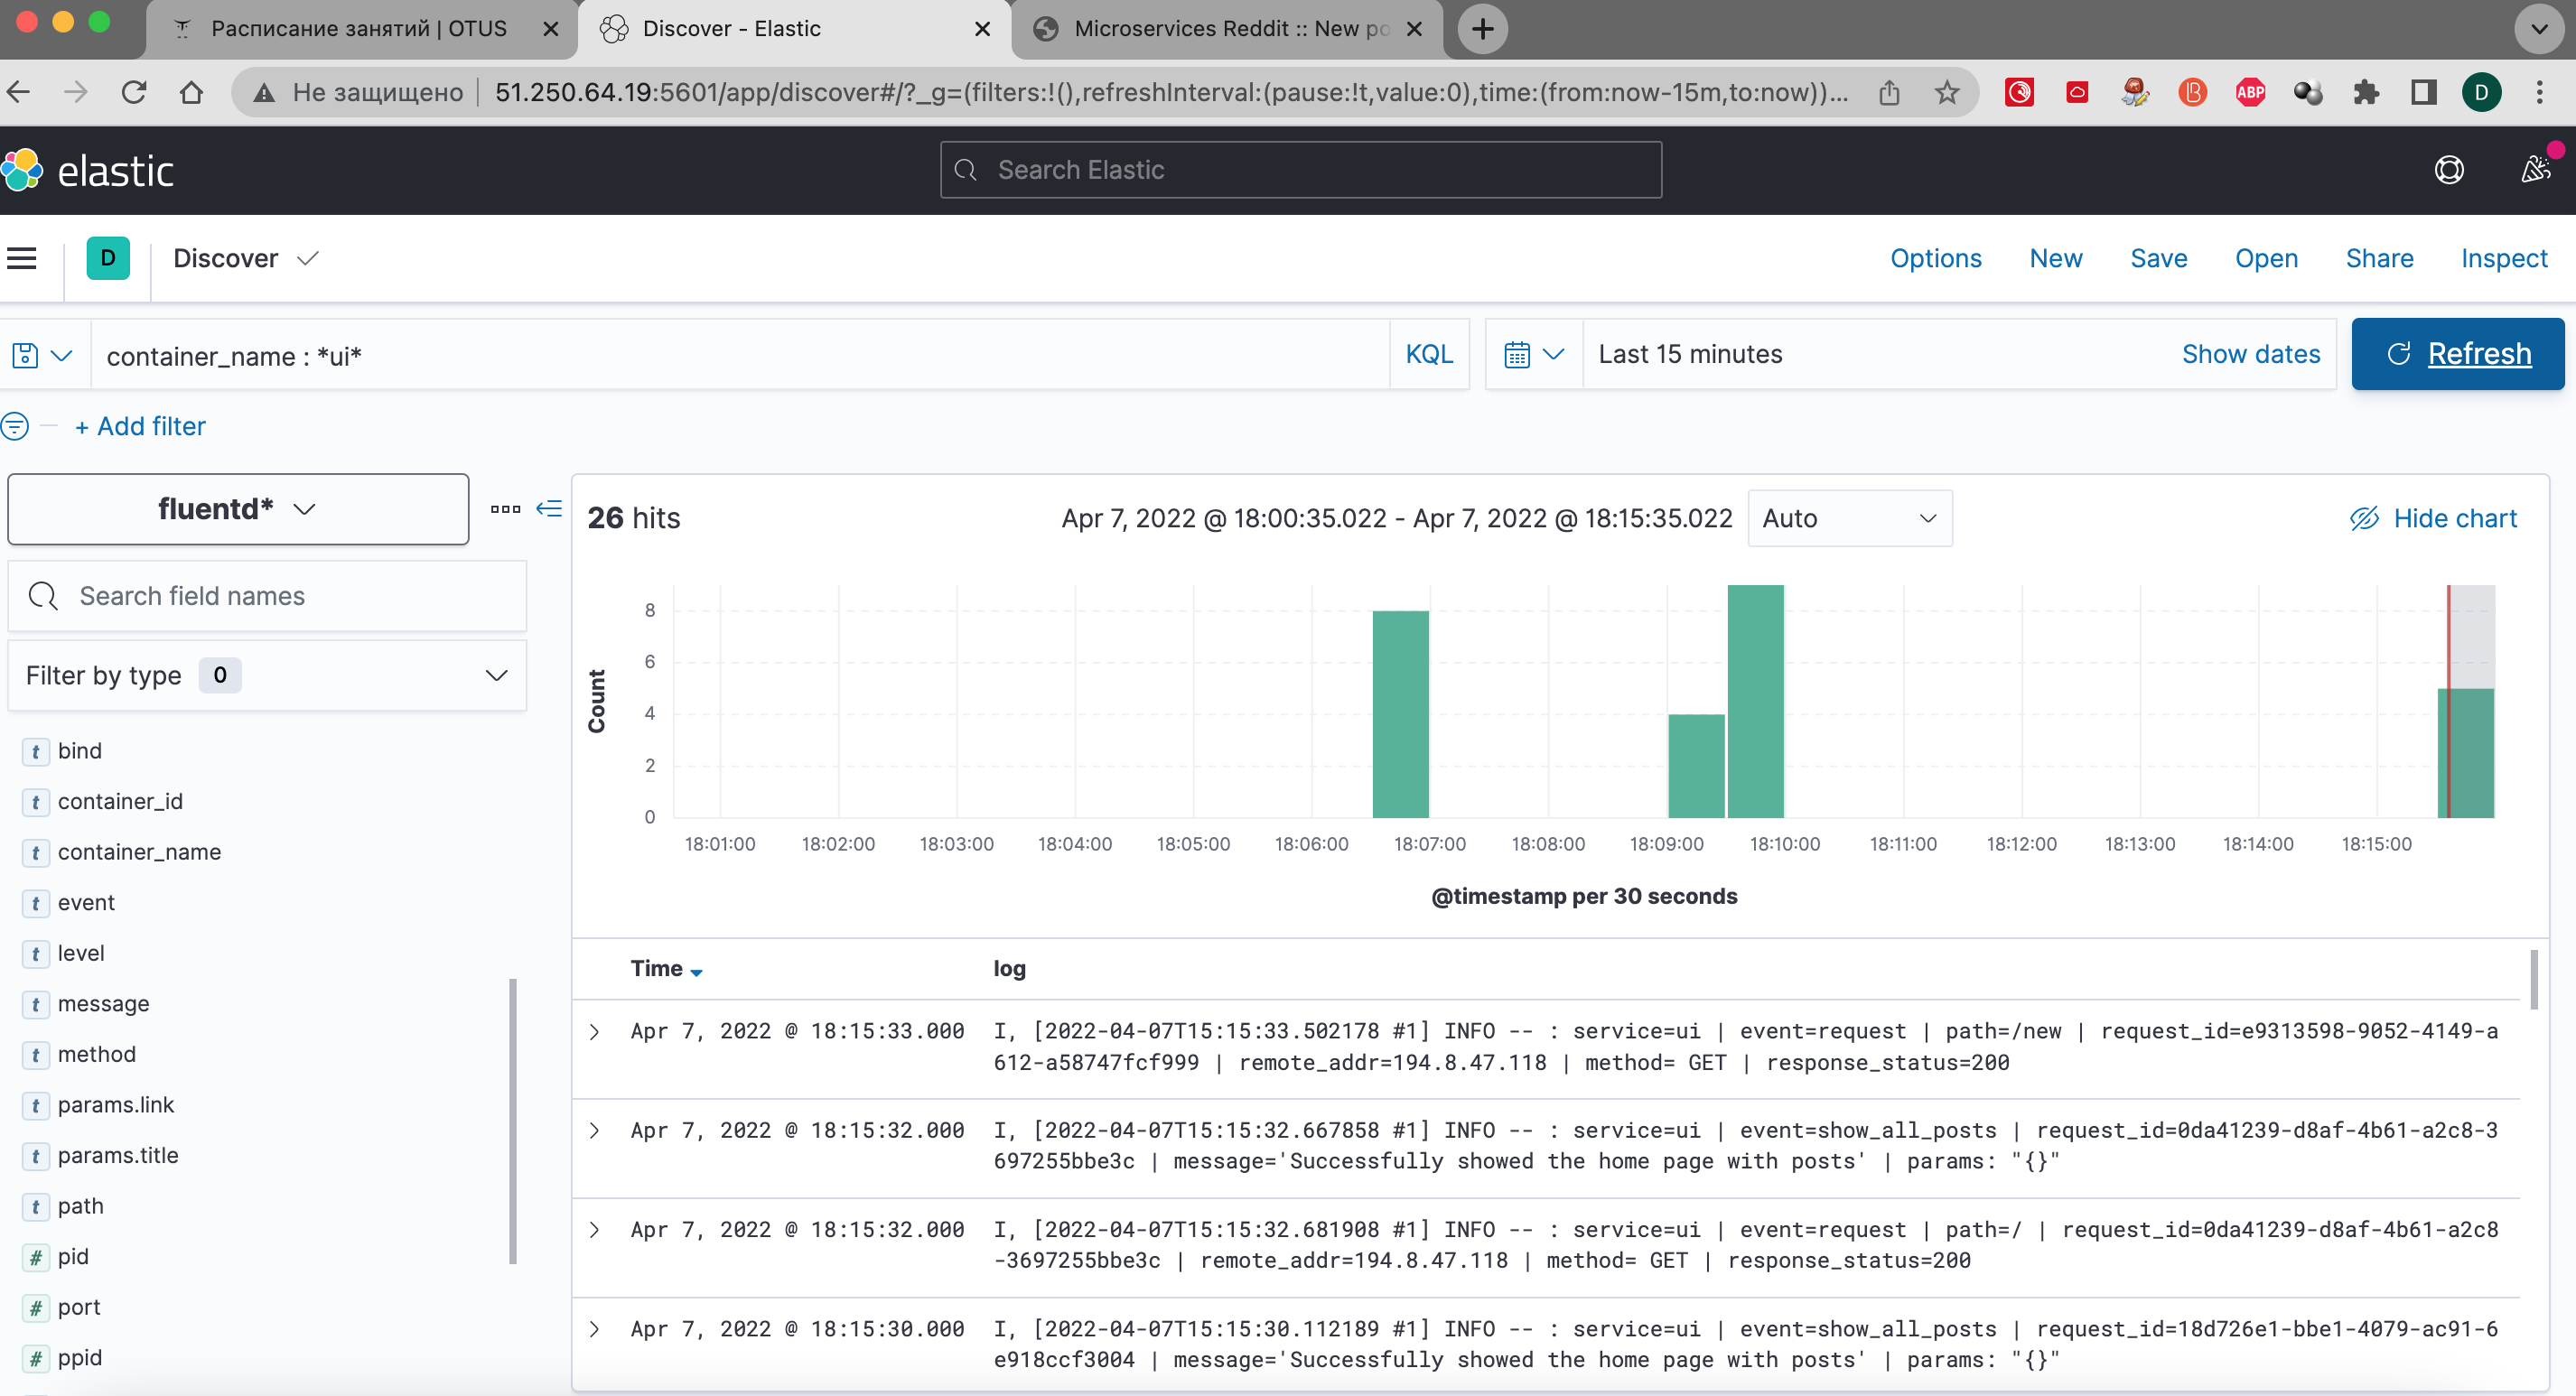 Расписание занятий | OTUS
Discover - Elastic
Microservices Reddit :: New po
Не защищено
51.250.64.19:5601/app/discover#/?_g=(filters:!(),refreshInterval:(pause:!t,value:0),time:(from:now-15m,to:now))...
ABP
D
elastic
Search Elastic
D
Discover
Options
New
Save
Open
Share
Inspect
container_name : *ui*
KQL
Last 15 minutes
Show dates
Refresh
+ Add filter
fluentd*
26 hits
Apr 7, 2022 @ 18:00:35.022 - Apr 7, 2022 @ 18:15:35.022
Auto
Hide chart
Search field names
Filter by type 0
bind
container_id
container_name
event
level
message
method
params.link
params.title
path
pid
port
ppid
Count
8
6
4
2
0
18:01:00 18:02:00 18:03:00 18:04:00 18:05:00 18:06:00 18:07:00 18:08:00 18:09:00 18:10:00 18:11:00 18:12:00 18:13:00 18:14:00 18:15:00
@timestamp per 30 seconds
Time log
Apr 7, 2022 @ 18:15:33.000 I, [2022-04-07T15:15:33.502178 #1] INFO -- : service=ui | event=request | path=/new | request_id=e9313598-9052-4149-a
612-a58747fcf999 | remote_addr=194.8.47.118 | method= GET | response_status=200
Apr 7, 2022 @ 18:15:32.000 I, [2022-04-07T15:15:32.667858 #1] INFO -- : service=ui | event=show_all_posts | request_id=0da41239-d8af-4b61-a2c8-3
697255bbe3c | message='Successfully showed the home page with posts' | params: "{}"
Apr 7, 2022 @ 18:15:32.000 I, [2022-04-07T15:15:32.681908 #1] INFO -- : service=ui | event=request | path=/ | request_id=0da41239-d8af-4b61-a2c8
-3697255bbe3c | remote_addr=194.8.47.118 | method= GET | response_status=200
Apr 7, 2022 @ 18:15:30.000 I, [2022-04-07T15:15:30.112189 #1] INFO -- : service=ui | event=show_all_posts | request_id=18d726e1-bbe1-4079-ac91-6
e918ccf3004 | message='Successfully showed the home page with posts' | params: "{}"